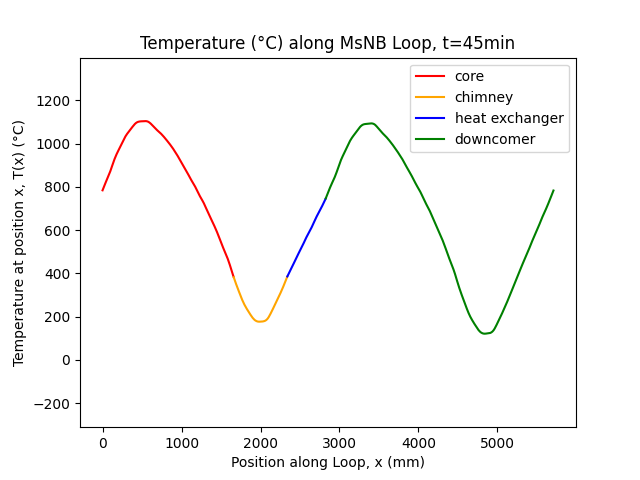 Temperature (°C) along MsNB Loop, t=45min
core
chimney
heat exchanger
downcomer
Temperature at position x, T(x) (°C)
1200
1000
800
600
400
200
0
−200
0 1000 2000 3000 4000 5000
Position along Loop, x (mm)